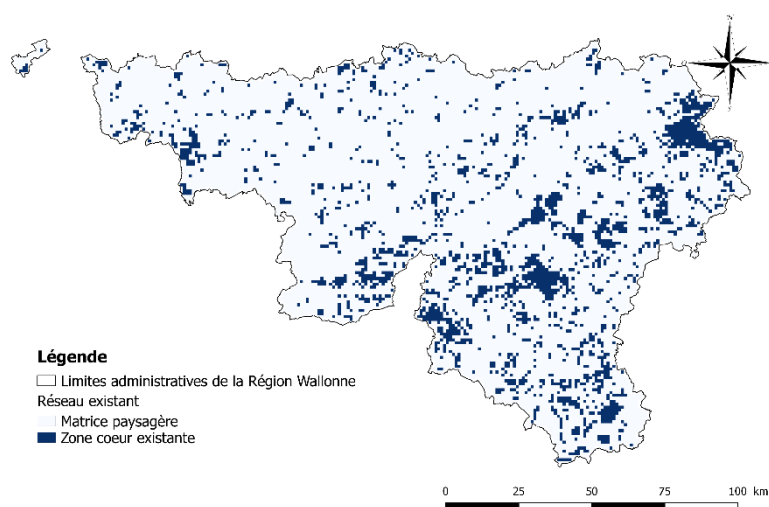 Légende
Limites administratives de la Région Wallonne
Réseau existant
Matrice paysagère
Zone coeur existante
0 25 50 75 100 km